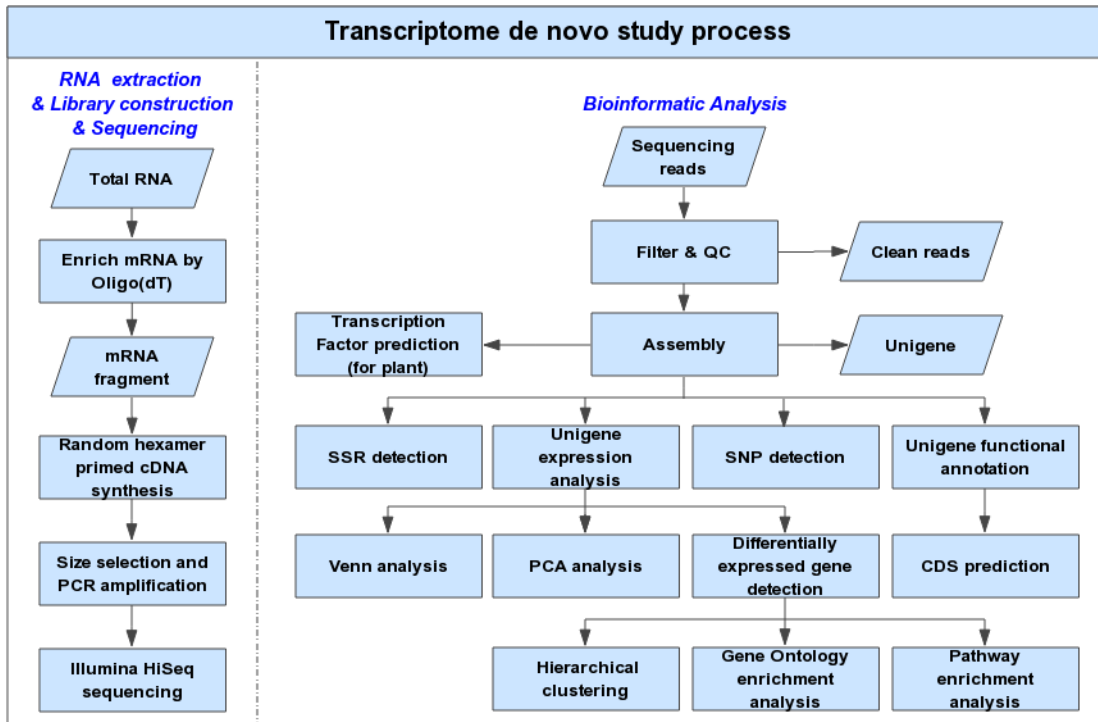 Transcriptome de novo study process
RNA extraction
& Library construction
& Sequencing
Total RNA
Enrich mRNA by
Oligo(dT)
mRNA
fragment
Random hexamer
primed cDNA
synthesis
Size selection and
PCR amplification
Illumina HiSeq
sequencing
Bioinformatic Analysis
Sequencing
reads
Filter & QC
Clean reads
Transcription
Factor prediction
(for plant)
Assembly
Unigene
SSR detection
Unigene
expression
analysis
SNP detection
Unigene functional
annotation
Venn analysis
PCA analysis
Differentially
expressed gene
detection
CDS prediction
Hierarchical
clustering
Gene Ontology
enrichment
analysis
Pathway
enrichment
analysis